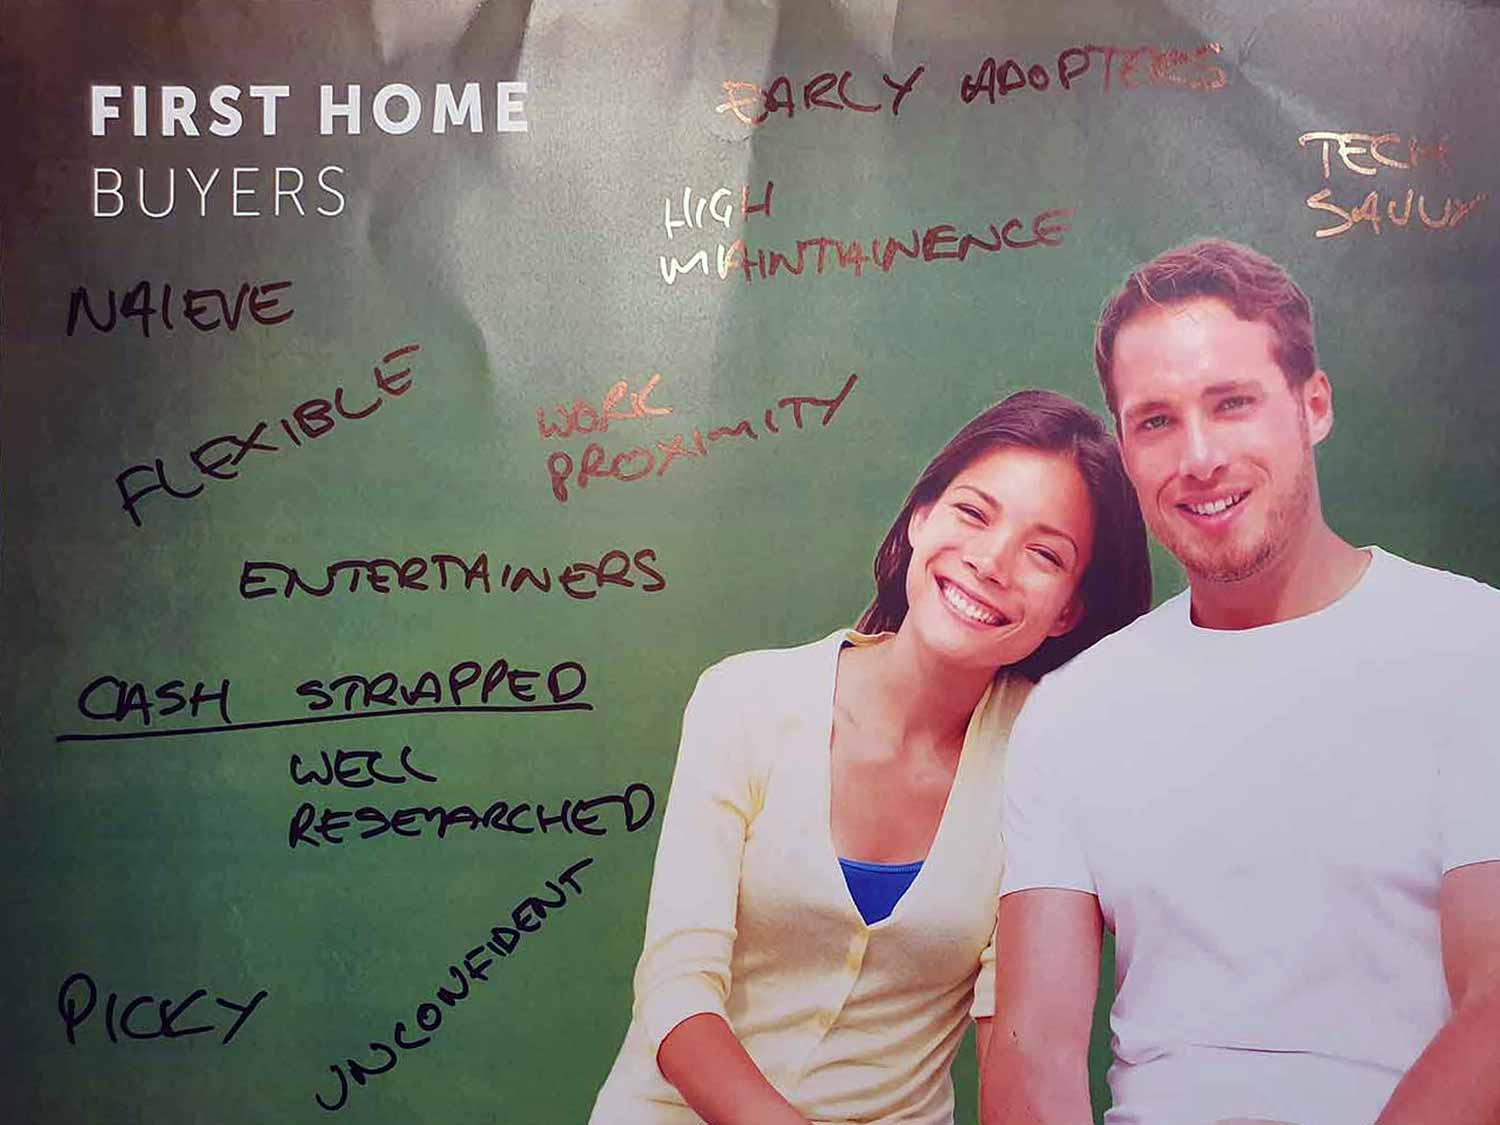 FIRST HOME
BUYERS
EARLY ADOPTERS
TECH
SAVVY
HIGH
MAINTAINENCE
NAIEVE
FLEXIBLE
WORK
PROXIMITY
ENTERTAINERS
CASH STRAPPED
WELL
RESEARCHED
UNCONFIDENT
PICKY